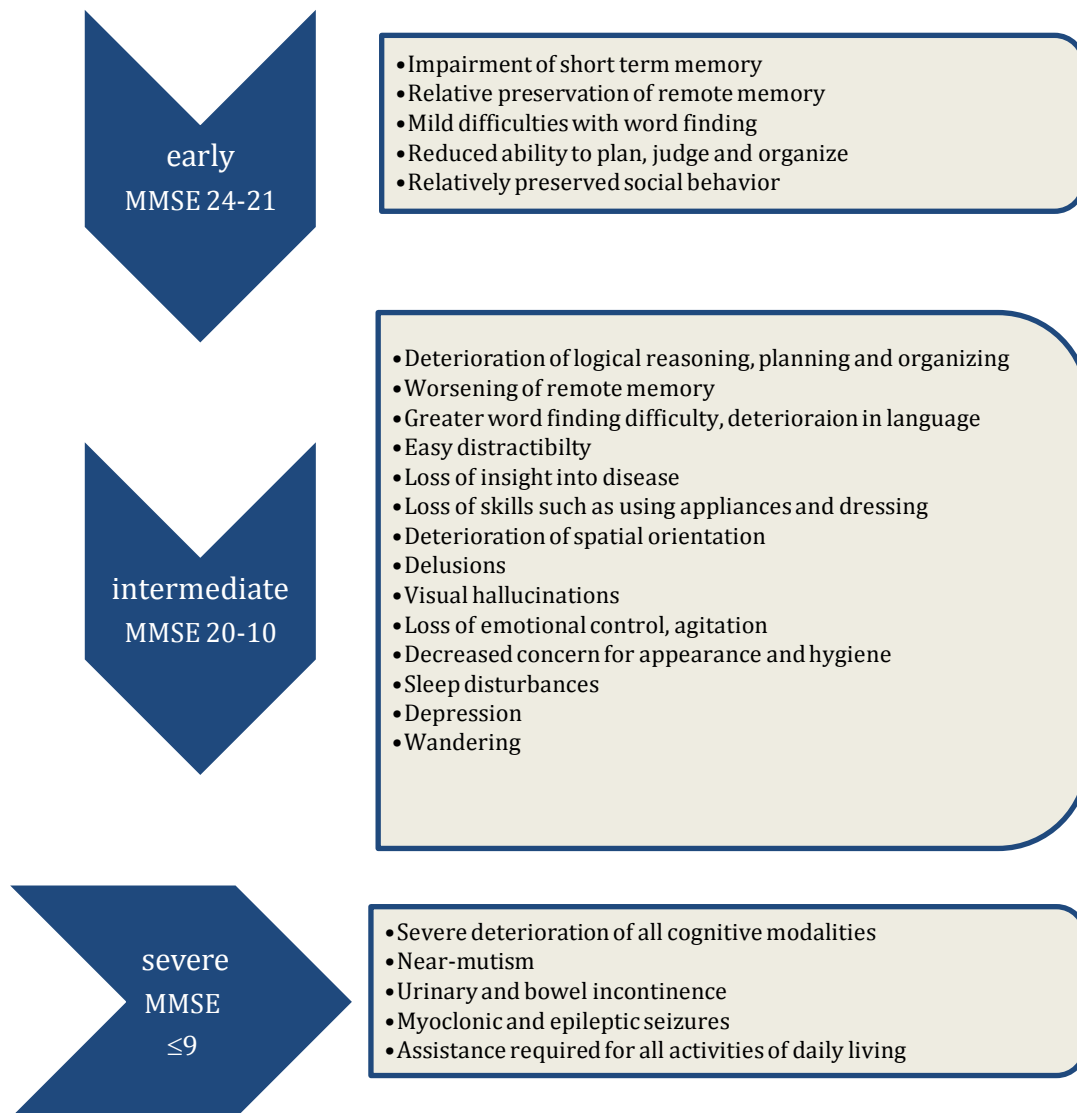 early
MMSE 24-21
•Impairment of short term memory
•Relative preservation of remote memory
•Mild difficulties with word finding
•Reduced ability to plan, judge and organize
•Relatively preserved social behavior
intermediate
MMSE 20-10
•Deterioration of logical reasoning, planning and organizing
•Worsening of remote memory
•Greater word finding difficulty, deterioraion in language
•Easy distractibilty
•Loss of insight into disease
•Loss of skills such as using appliances and dressing
•Deterioration of spatial orientation
•Delusions
•Visual hallucinations
•Loss of emotional control, agitation
•Decreased concern for appearance and hygiene
•Sleep disturbances
•Depression
•Wandering
severe
MMSE
≤9
•Severe deterioration of all cognitive modalities
•Near-mutism
•Urinary and bowel incontinence
•Myoclonic and epileptic seizures
•Assistance required for all activities of daily living